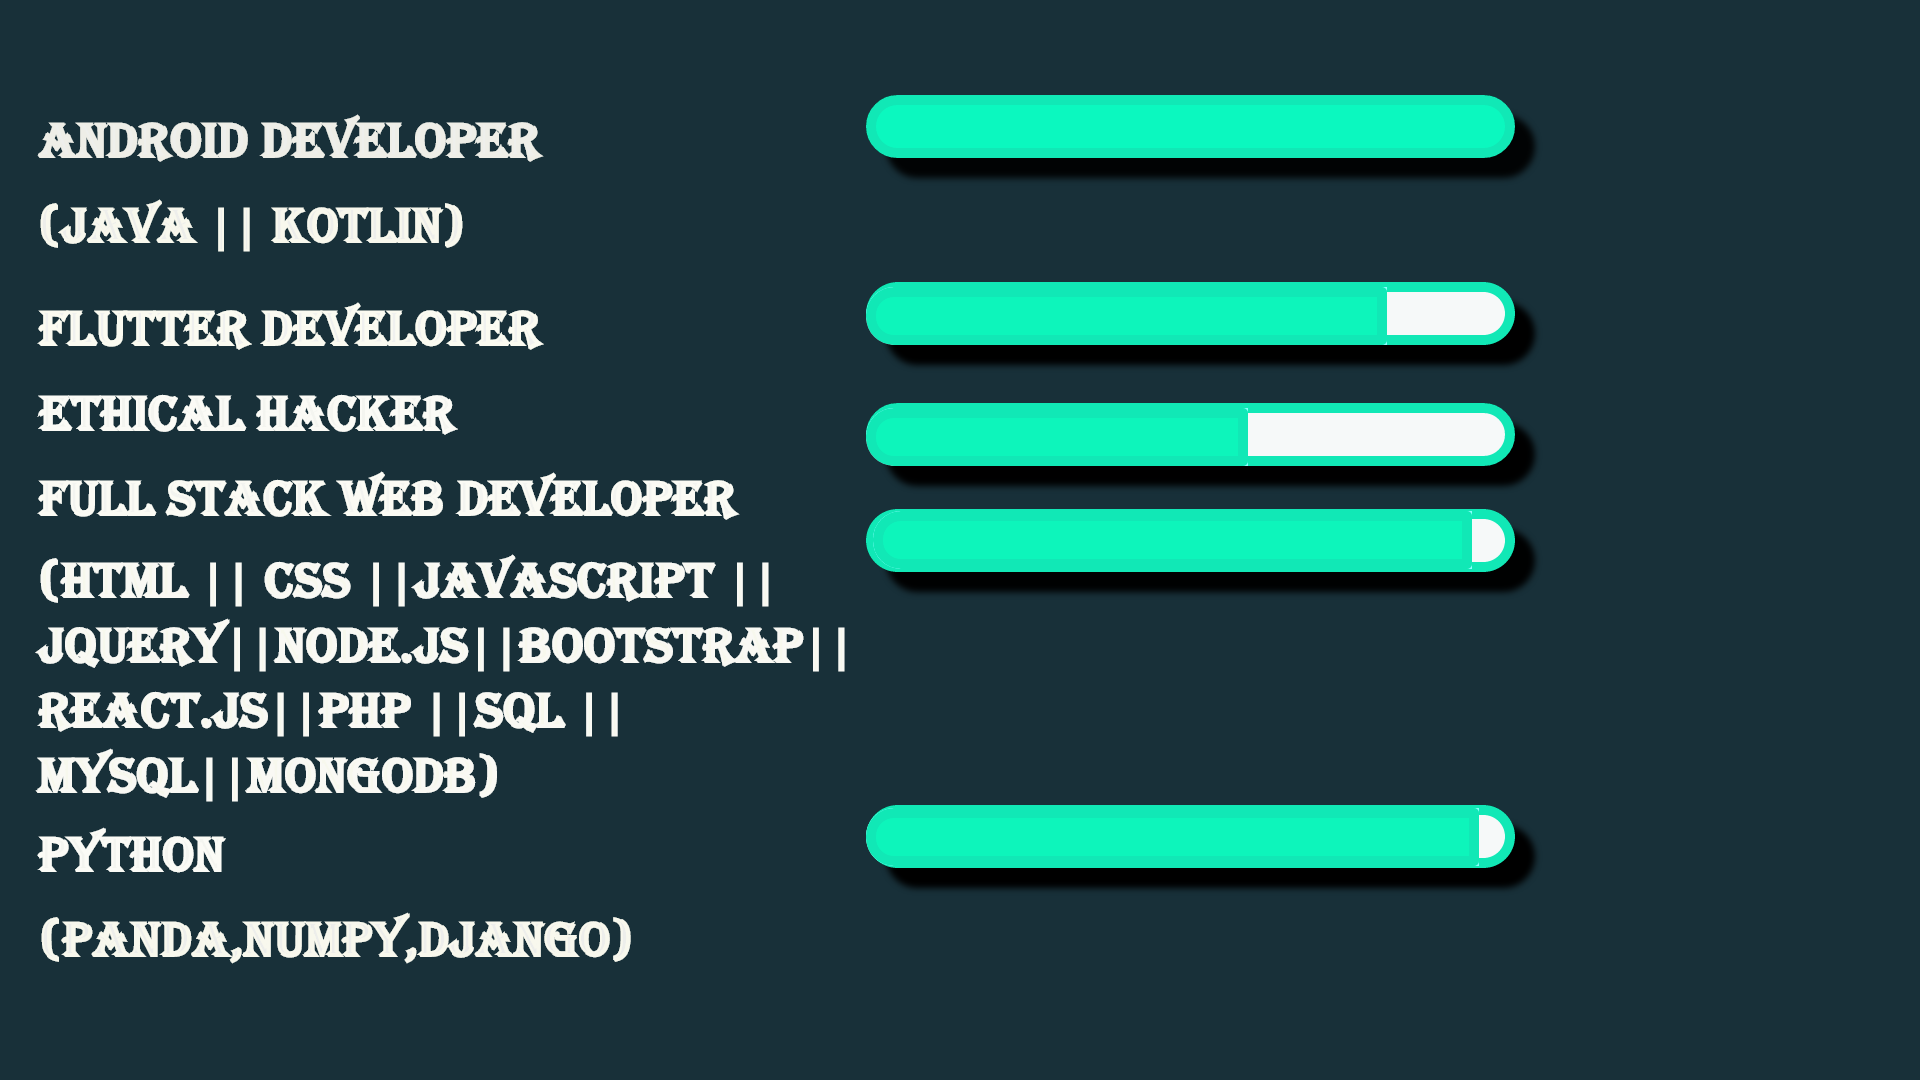 ANDROID DEVELOPER
(JAVA || KOTLIN)
FLUTTER DEVELOPER
ETHICAL HACKER
FULL STACK WEB DEVELOPER
(HTML || CSS ||JAVASCRIPT ||
JQUERY||NODE.JS||BOOTSTRAP||
REACT.JS||PHP ||SQL ||
MYSQL||MONGODB)
PYTHON
(PANDA,NUMPY,DJANGO)